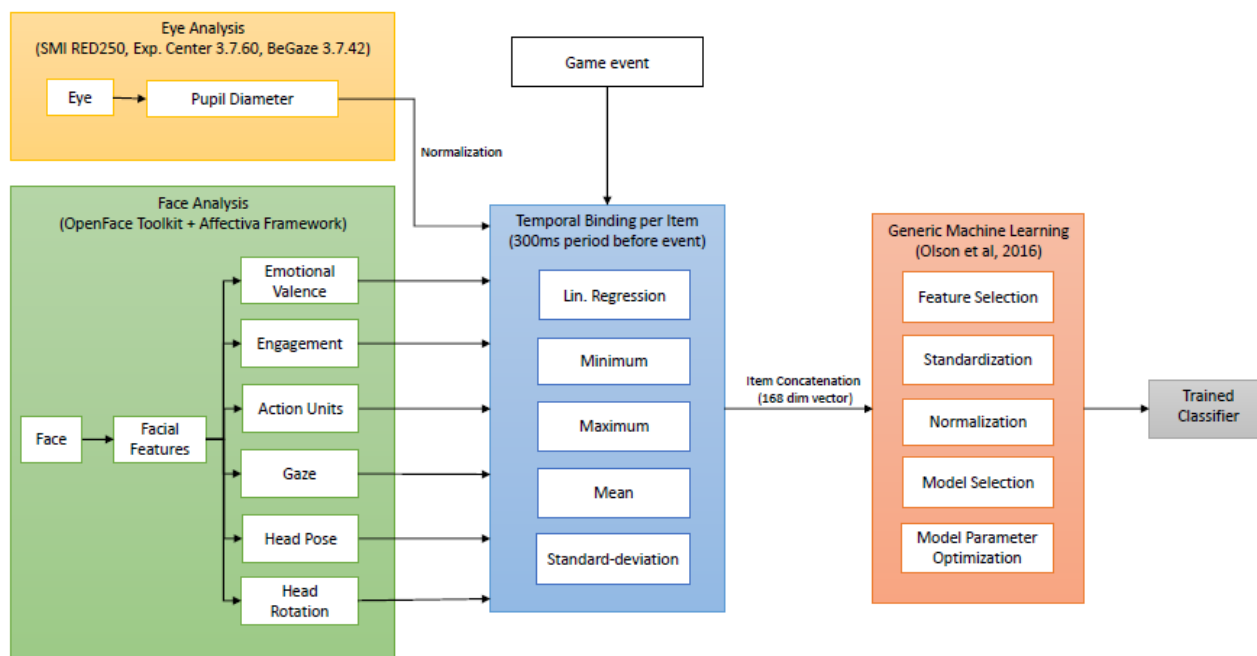 Eye Analysis
(SMI RED250, Exp. Center 3.7.60, BeGaze 3.7.42)
Eye
Pupil Diameter
Game event
Normalization
Face Analysis
(OpenFace Toolkit + Affectiva Framework)
Face
Facial
Features
Emotional
Valence
Engagement
Action Units
Gaze
Head Pose
Head
Rotation
Temporal Binding per Item
(300ms period before event)
Lin. Regression
Minimum
Maximum
Mean
Standard-deviation
Item Concatenation
(168 dim vector)
Generic Machine Learning
(Olson et al, 2016)
Feature Selection
Standardization
Normalization
Model Selection
Model Parameter
Optimization
Trained
Classifier